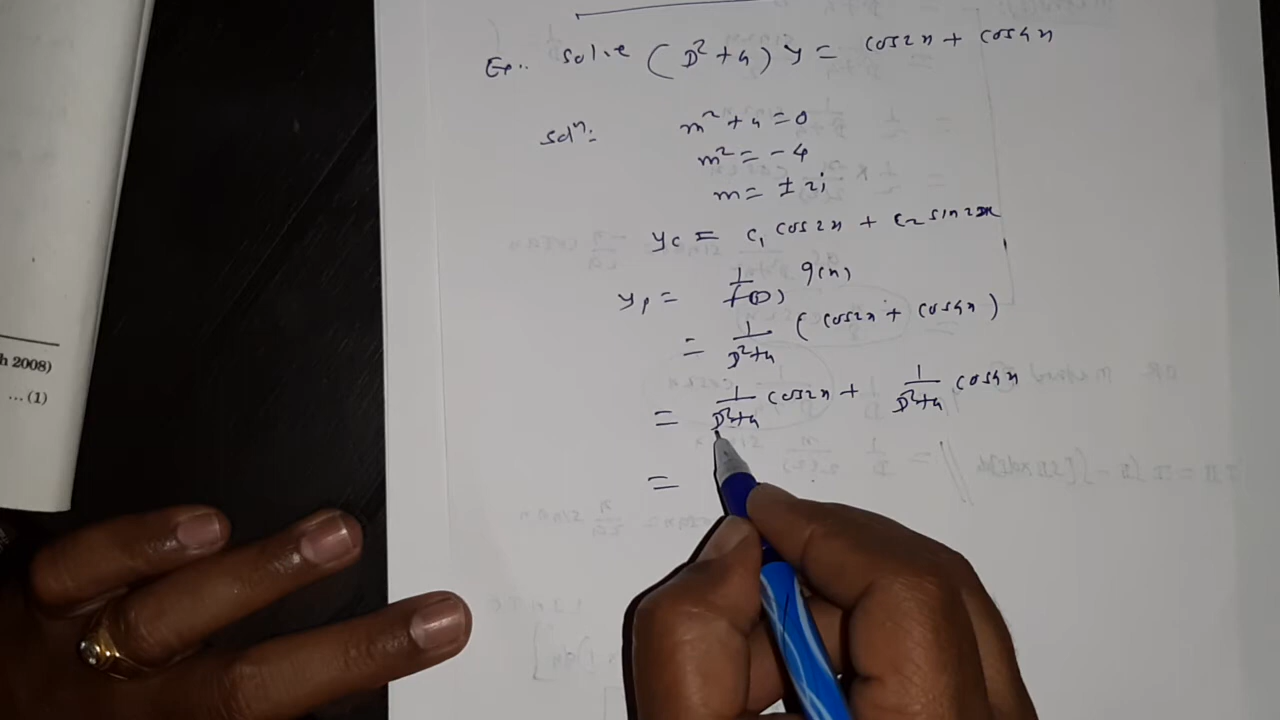 h 2008)
... (1)
Ex:. Solve (D²+4) y = cos2x + cos4x
Solⁿ:
m²+4=0
m² = -4
m = ±2i
yc = c₁ cos2x + c₂ sin2x
yp = 1/f(D) g(x)
= 1/D²+4 (cos2x + cos4x)
= 1/D²+4 cos2x + 1/D²+4 cos4x
=